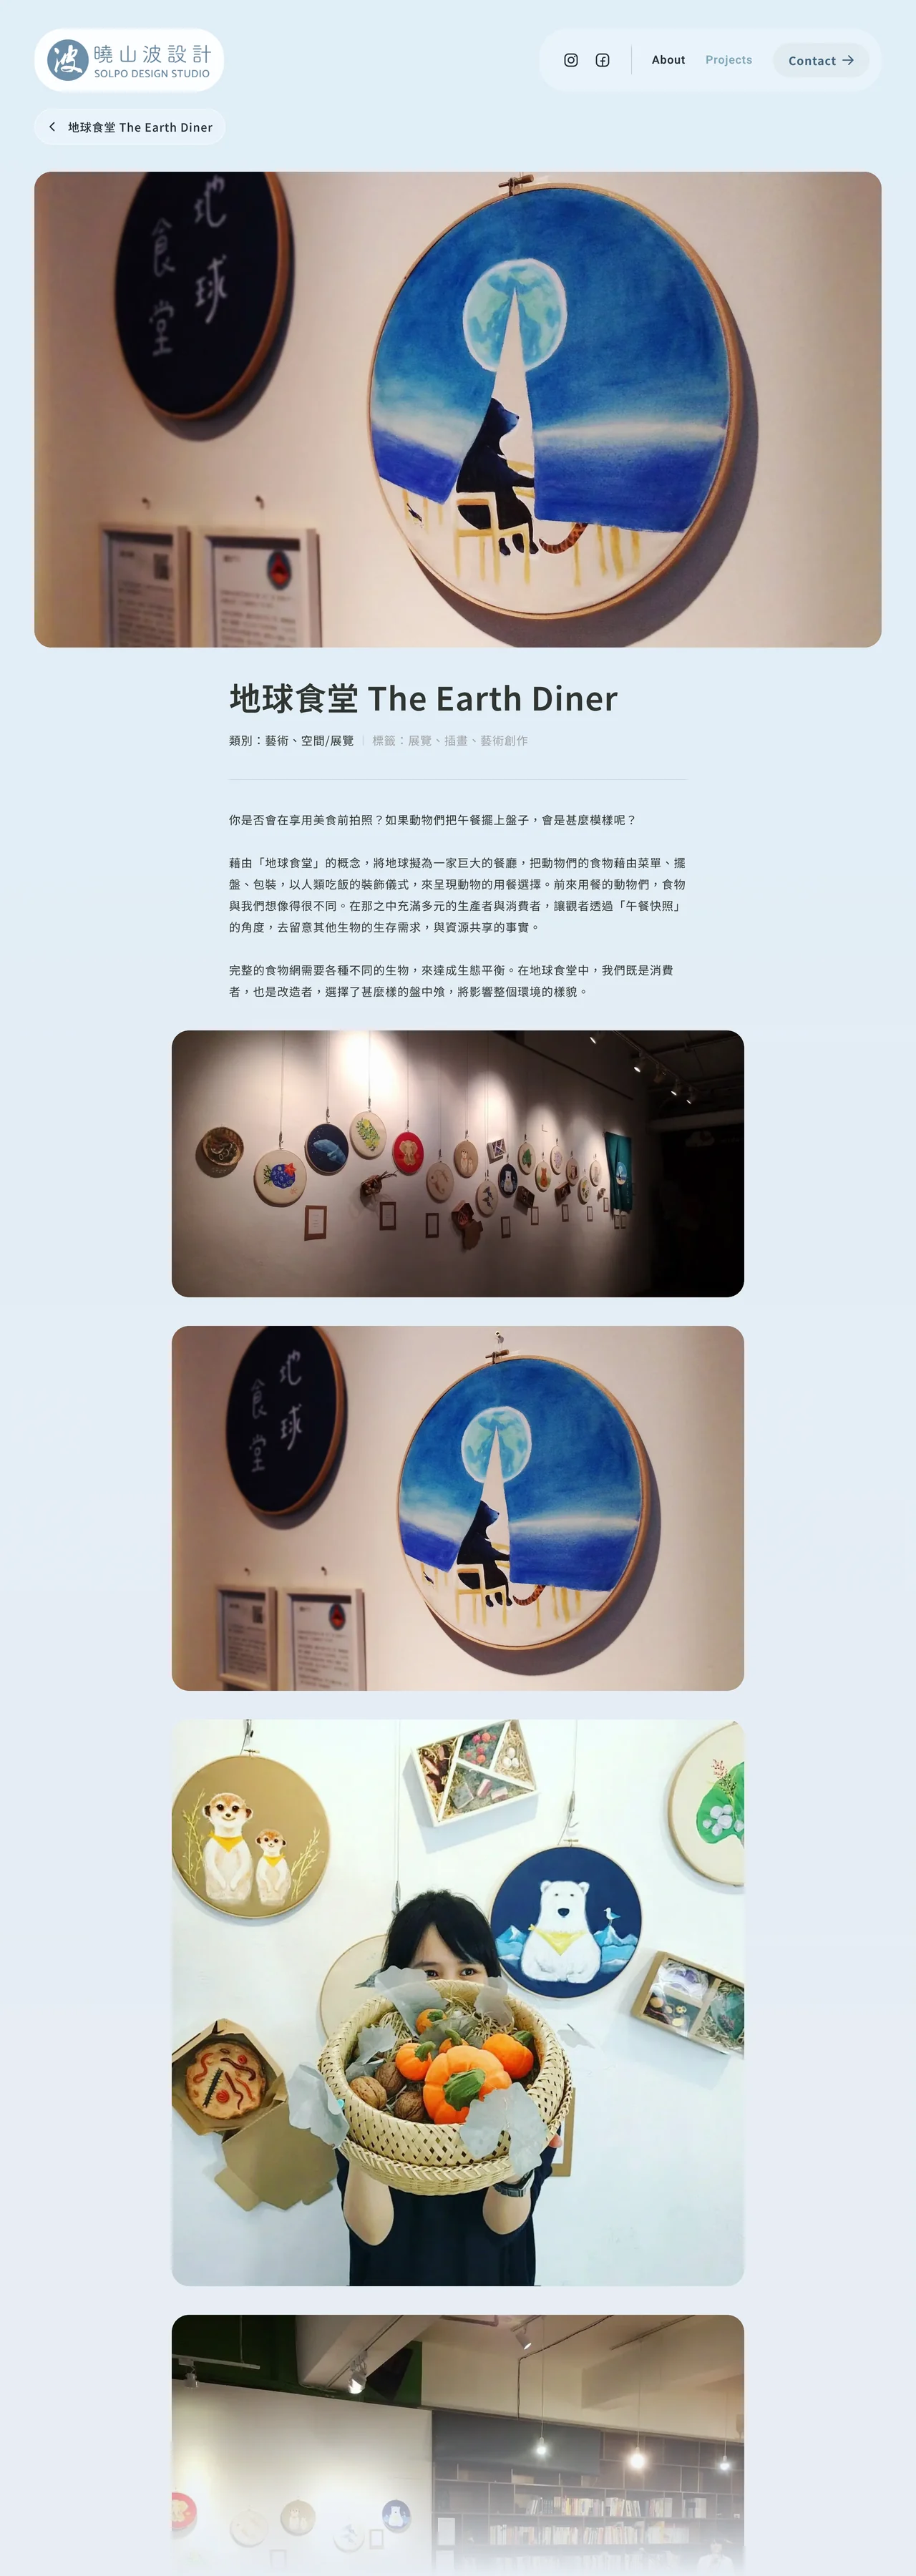 波
曉山波設計
SOLPO DESIGN STUDIO
About
Projects
Contact
地球食堂 The Earth Diner
地球
食堂
地球食堂 The Earth Diner
類別：藝術、空間/展覽 | 標籤：展覽、插畫、藝術創作
你是否會在享用美食前拍照？如果動物們把午餐擺上盤子，會是甚麼模樣呢？
藉由「地球食堂」的概念，將地球擬為一家巨大的餐廳，把動物們的食物藉由菜單、擺
盤、包裝，以人類吃飯的裝飾儀式，來呈現動物的用餐選擇。前來用餐的動物們，食物
與我們想像得很不同。在那之中充滿多元的生產者與消費者，讓觀者透過「午餐快照」
的角度，去留意其他生物的生存需求，與資源共享的事實。
完整的食物網需要各種不同的生物，來達成生態平衡。在地球食堂中，我們既是消費
者，也是改造者，選擇了甚麼樣的盤中飧，將影響整個環境的樣貌。
地球
食堂